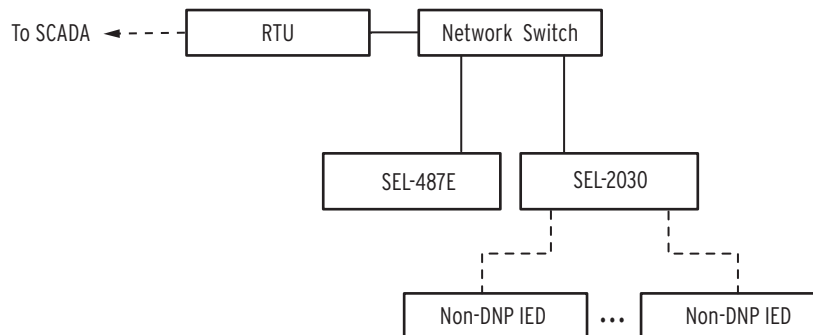 To SCADA
RTU
Network Switch
SEL-487E
SEL-2030
Non-DNP IED
...
Non-DNP IED